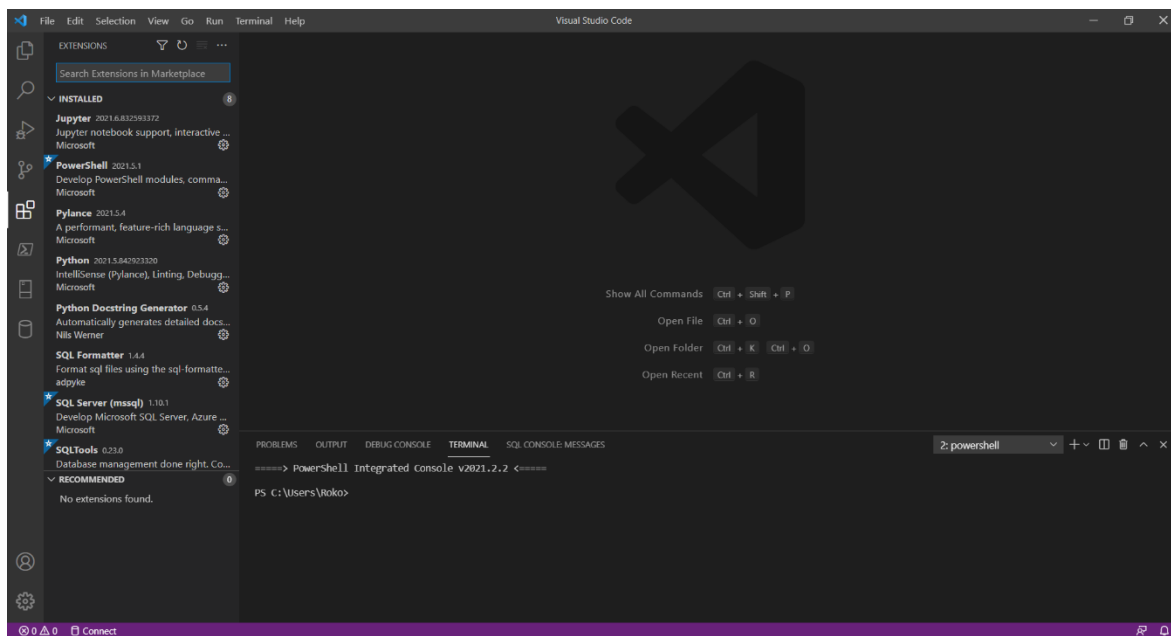 File Edit Selection View Go Run Terminal Help
Visual Studio Code
EXTENSIONS
Search Extensions in Marketplace
INSTALLED 8
Jupyter 2021.6.832593372
Jupyter notebook support, interactive ...
Microsoft
PowerShell 2021.5.1
Develop PowerShell modules, comma...
Microsoft
Pylance 2021.5.4
A performant, feature-rich language s...
Microsoft
Python 2021.5.842923320
IntelliSense (Pylance), Linting, Debugg...
Microsoft
Python Docstring Generator 0.5.4
Automatically generates detailed docs...
Nils Werner
SQL Formatter 1.4.4
Format sql files using the sql-formatte...
adpyke
SQL Server (mssql) 1.10.1
Develop Microsoft SQL Server, Azure ...
Microsoft
SQLTools 0.23.0
Database management done right. Co...
RECOMMENDED 0
No extensions found.
Show All Commands Ctrl + Shift + P
Open File Ctrl + O
Open Folder Ctrl + K Ctrl + O
Open Recent Ctrl + R
PROBLEMS OUTPUT DEBUG CONSOLE TERMINAL SQL CONSOLE: MESSAGES
2: powershell
=====> PowerShell Integrated Console v2021.2.2 <=====
PS C:\Users\Roko>
0 0 Connect